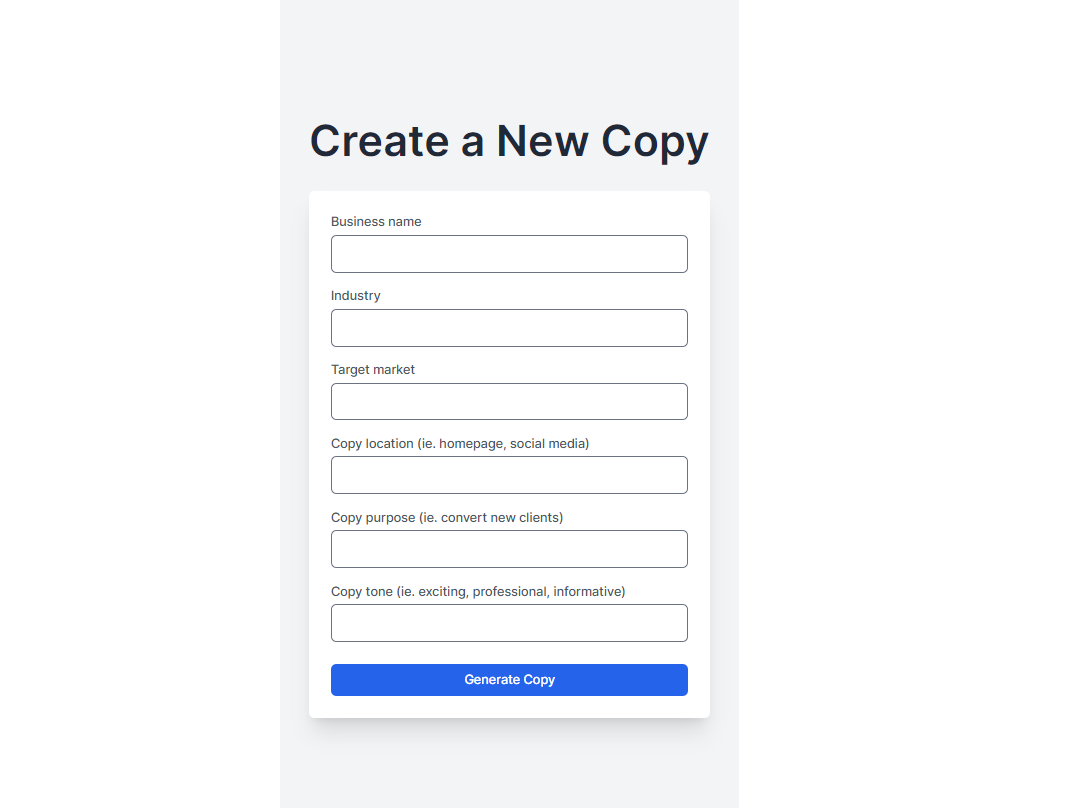 Create a New Copy
Business name
Industry
Target market
Copy location (ie. homepage, social media)
Copy purpose (ie. convert new clients)
Copy tone (ie. exciting, professional, informative)
Generate Copy